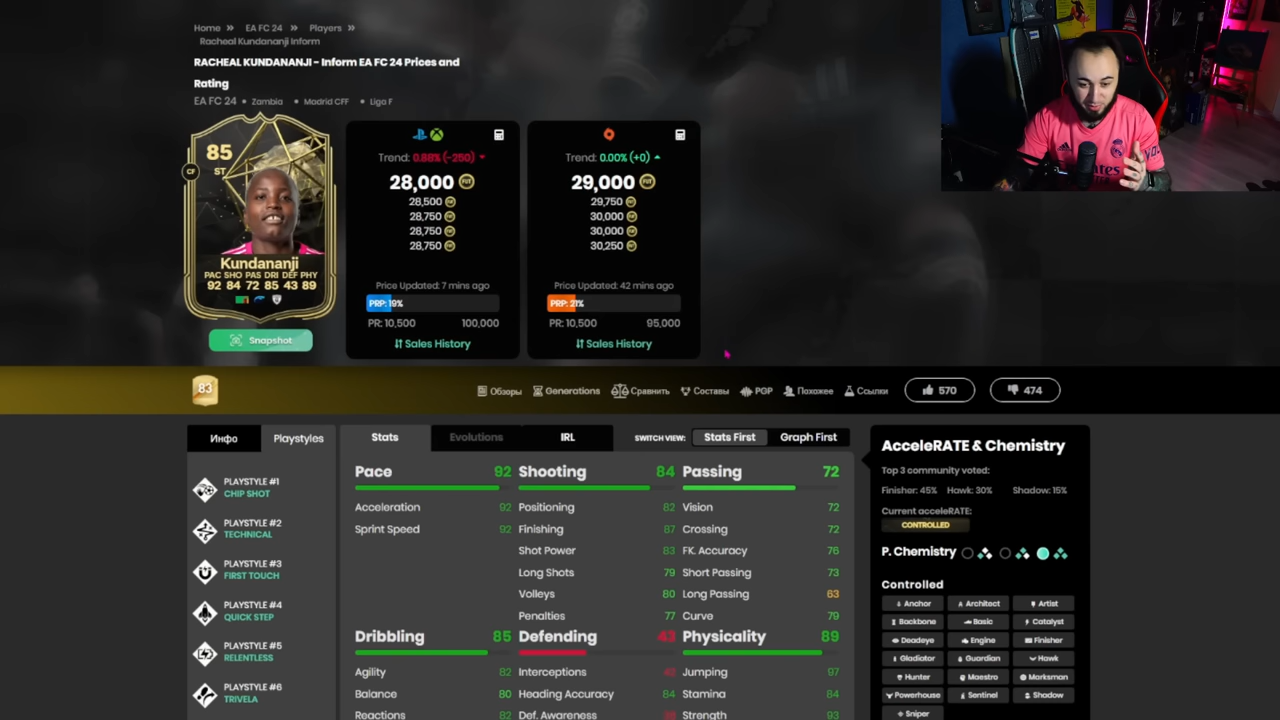 Home » EA FC 24 » Players »
Racheal Kundananji Inform
RACHEAL KUNDANANJI - Inform EA FC 24 Prices and
Rating
EA FC 24 • Zambia • Madrid CFF • Liga F
85
ST
CF
Kundananji
PAC SHO PAS DRI DEF PHY
92 84 72 85 43 89
Snapshot
Trend: 0.88% (-250)
28,000
28,500
28,750
28,750
28,750
Price Updated: 7 mins ago
PRP: 19%
PR: 10,500 100,000
Sales History
Trend: 0.00% (+0)
29,000
29,750
30,000
30,000
30,250
Price Updated: 42 mins ago
PRP: 21%
PR: 10,500 95,000
Sales History
83
Обзоры Generations Сравнить Составы PGP Похожее Ссылки 570 474
Инфо Playstyles
PLAYSTYLE #1
CHIP SHOT
PLAYSTYLE #2
TECHNICAL
PLAYSTYLE #3
FIRST TOUCH
PLAYSTYLE #4
QUICK STEP
PLAYSTYLE #5
RELENTLESS
PLAYSTYLE #6
TRIVELA
Stats Evolutions IRL SWITCH VIEW: Stats First Graph First
Pace 92
Acceleration 92
Sprint Speed 92
Shooting 84
Positioning 82
Finishing 87
Shot Power 83
Long Shots 79
Volleys 80
Penalties 77
Passing 72
Vision 72
Crossing 72
FK. Accuracy 76
Short Passing 73
Long Passing 63
Curve 79
Dribbling 85
Agility 82
Balance 80
Reactions 82
Defending 43
Interceptions
Heading Accuracy 84
Def. Awareness
Physicality 89
Jumping 97
Stamina 84
Strength 93
AcceleRATE & Chemistry
Top 3 community voted:
Finisher: 45% Hawk: 30% Shadow: 15%
Current acceleRATE:
CONTROLLED
P. Chemistry
Controlled
Anchor Architect Artist
Backbone Basic Catalyst
Deadeye Engine Finisher
Gladiator Guardian Hawk
Hunter Maestro Marksman
Powerhouse Sentinel Shadow
Sniper